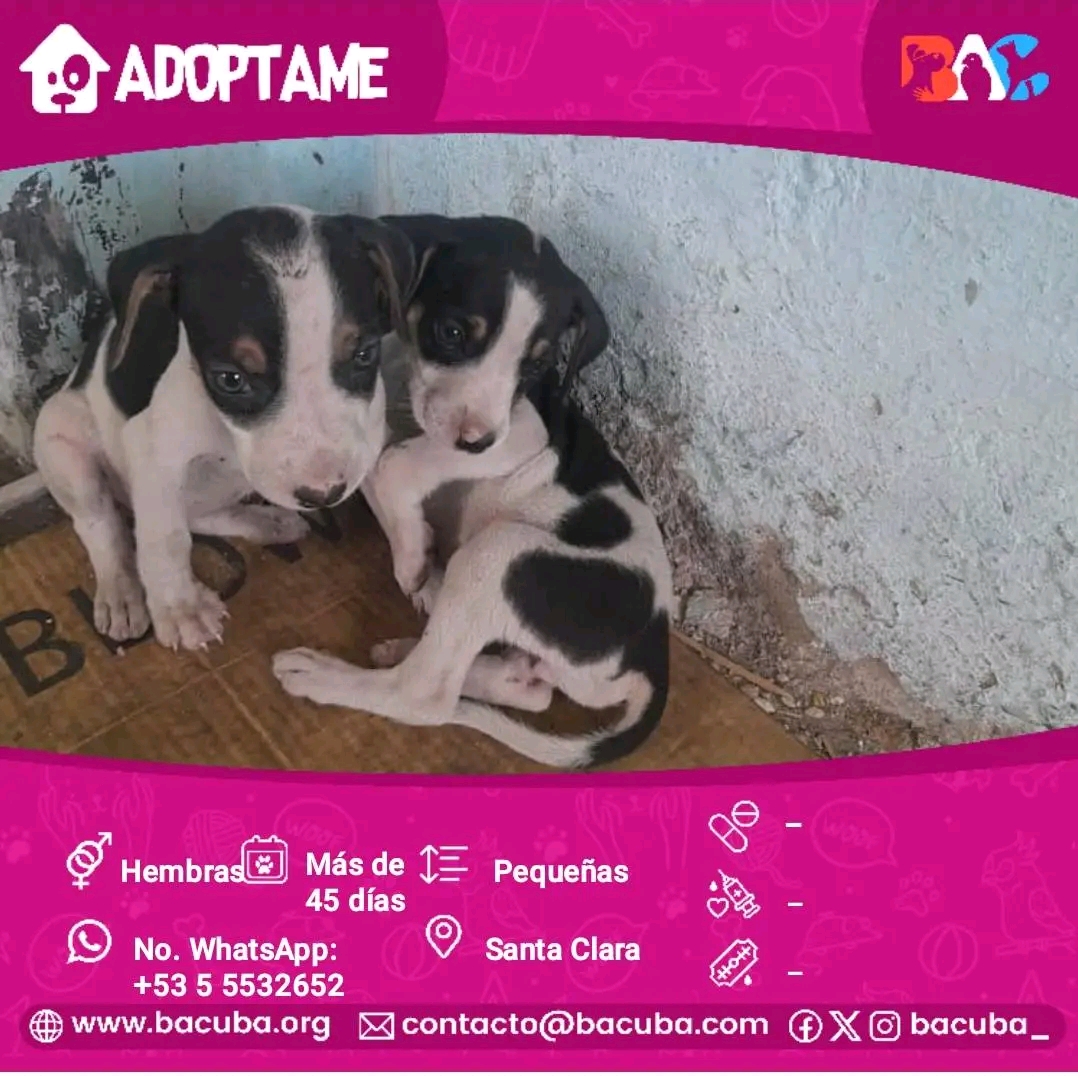 ADOPTAME
BAC
Hembras
Más de
45 días
Pequeñas
-
-
-
No. WhatsApp:
+53 5 5532652
Santa Clara
www.bacuba.org
contacto@bacuba.com
bacuba_